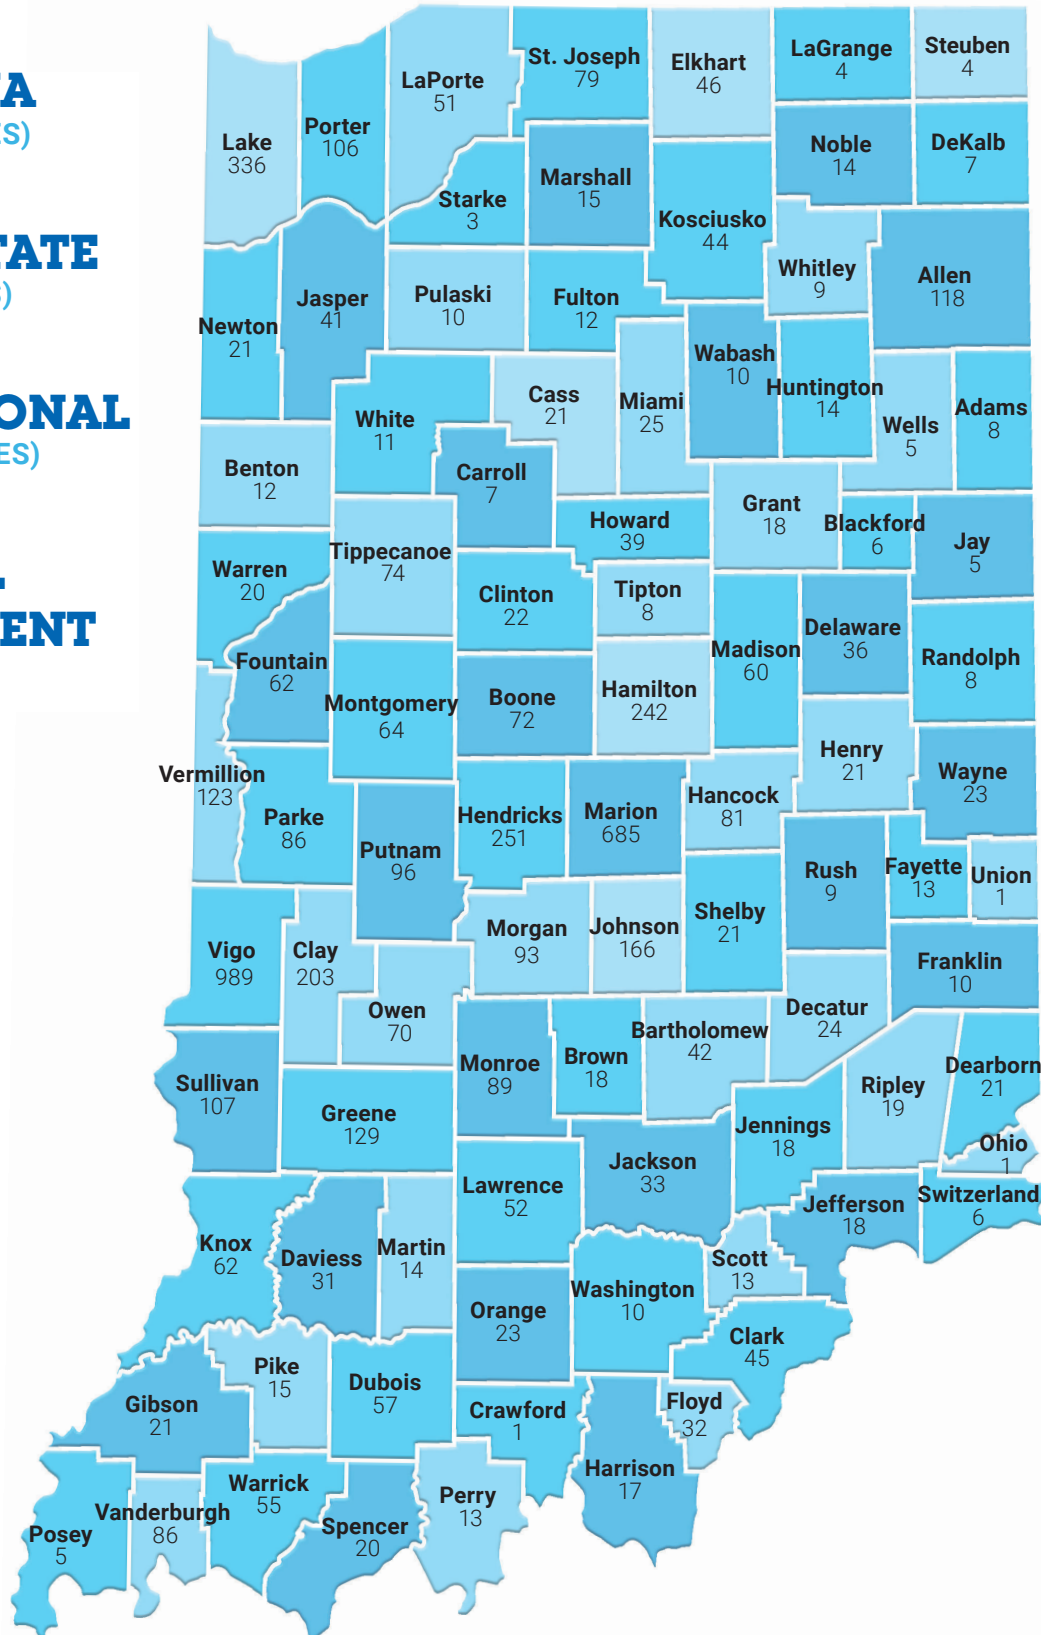 A
ES)
TATE
S)
ONAL
ES)
ENT
St. Joseph
79
Elkhart
46
LaGrange
4
Steuben
4
LaPorte
51
Lake
336
Porter
106
Noble
14
DeKalb
7
Marshall
15
Starke
3
Kosciusko
44
Whitley
9
Allen
118
Jasper
41
Pulaski
10
Fulton
12
Newton
21
Wabash
10
Huntington
14
Cass
21
Miami
25
White
11
Wells
5
Adams
8
Benton
12
Carroll
7
Grant
18
Howard
39
Blackford
6
Jay
5
Tippecanoe
74
Warren
20
Clinton
22
Tipton
8
Delaware
36
Madison
60
Randolph
8
Fountain
62
Montgomery
64
Boone
72
Hamilton
242
Henry
21
Wayne
23
Vermillion
123
Parke
86
Hendricks
251
Marion
685
Hancock
81
Putnam
96
Rush
9
Fayette
13
Union
1
Shelby
21
Morgan
93
Johnson
166
Vigo
989
Clay
203
Franklin
10
Owen
70
Decatur
24
Bartholomew
42
Monroe
89
Brown
18
Dearborn
21
Sullivan
107
Ripley
19
Greene
129
Jennings
18
Ohio
1
Jackson
33
Lawrence
52
Jefferson
18
Switzerland
6
Knox
62
Daviess
31
Martin
14
Scott
13
Washington
10
Orange
23
Clark
45
Pike
15
Dubois
57
Floyd
32
Gibson
21
Crawford
1
Harrison
17
Warrick
55
Perry
13
Vanderburgh
86
Spencer
20
Posey
5